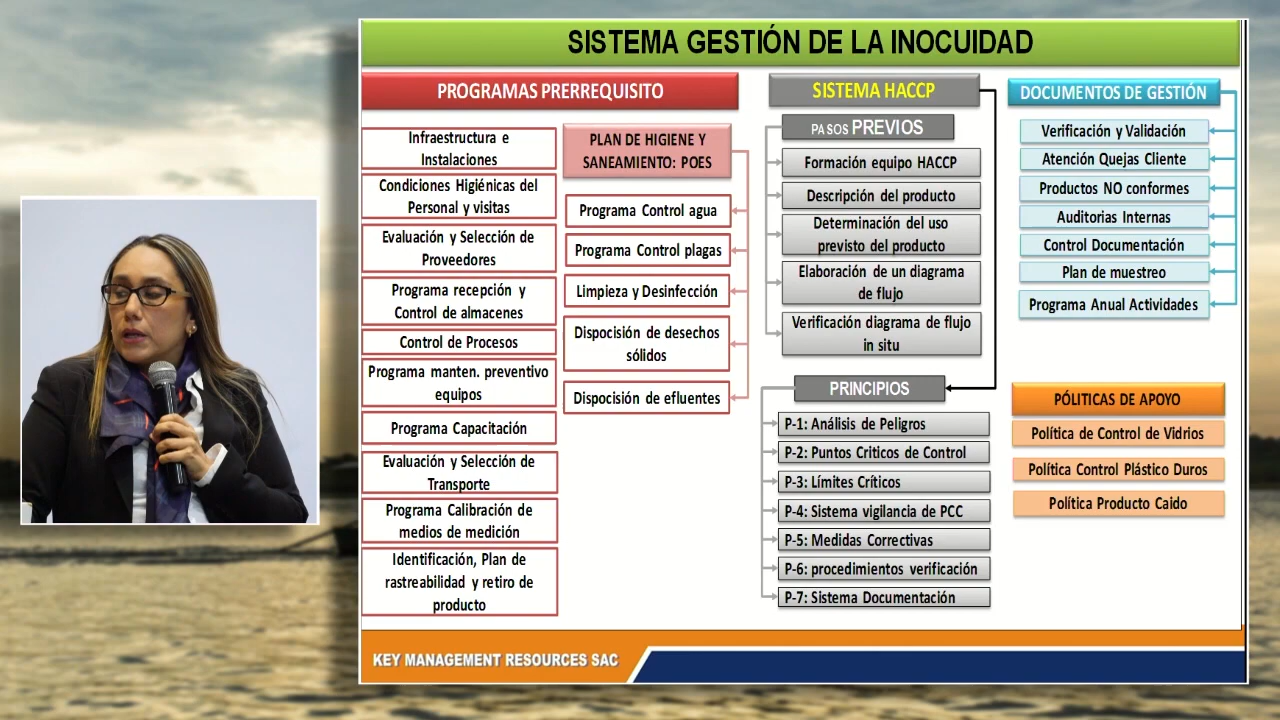 SISTEMA GESTIÓN DE LA INOCUIDAD
PROGRAMAS PRERREQUISITO
Infraestructura e
Instalaciones
Condiciones Higiénicas del
Personal y visitas
Evaluación y Selección de
Proveedores
Programa recepción y
Control de almacenes
Control de Procesos
Programa manten. preventivo
equipos
Programa Capacitación
Evaluación y Selección de
Transporte
Programa Calibración de
medios de medición
Identificación, Plan de
rastreabilidad y retiro de
producto
PLAN DE HIGIENE Y
SANEAMIENTO: POES
Programa Control agua
Programa Control plagas
Limpieza y Desinfección
Disposición de desechos
sólidos
Disposición de efluentes
SISTEMA HACCP
PASOS PREVIOS
Formación equipo HACCP
Descripción del producto
Determinación del uso
previsto del producto
Elaboración de un diagrama
de flujo
Verificación diagrama de flujo
in situ
PRINCIPIOS
P-1: Análisis de Peligros
P-2: Puntos Criticos de Control
P-3: Límites Críticos
P-4: Sistema vigilancia de PCC
P-5: Medidas Correctivas
P-6: procedimientos verificación
P-7: Sistema Documentación
DOCUMENTOS DE GESTIÓN
Verificación y Validación
Atención Quejas Cliente
Productos NO conformes
Auditorias Internas
Control Documentación
Plan de muestreo
Programa Anual Actividades
PÓLITICAS DE APOYO
Política de Control de Vidrios
Política Control Plástico Duros
Política Producto Caido
KEY MANAGEMENT RESOURCES SAC